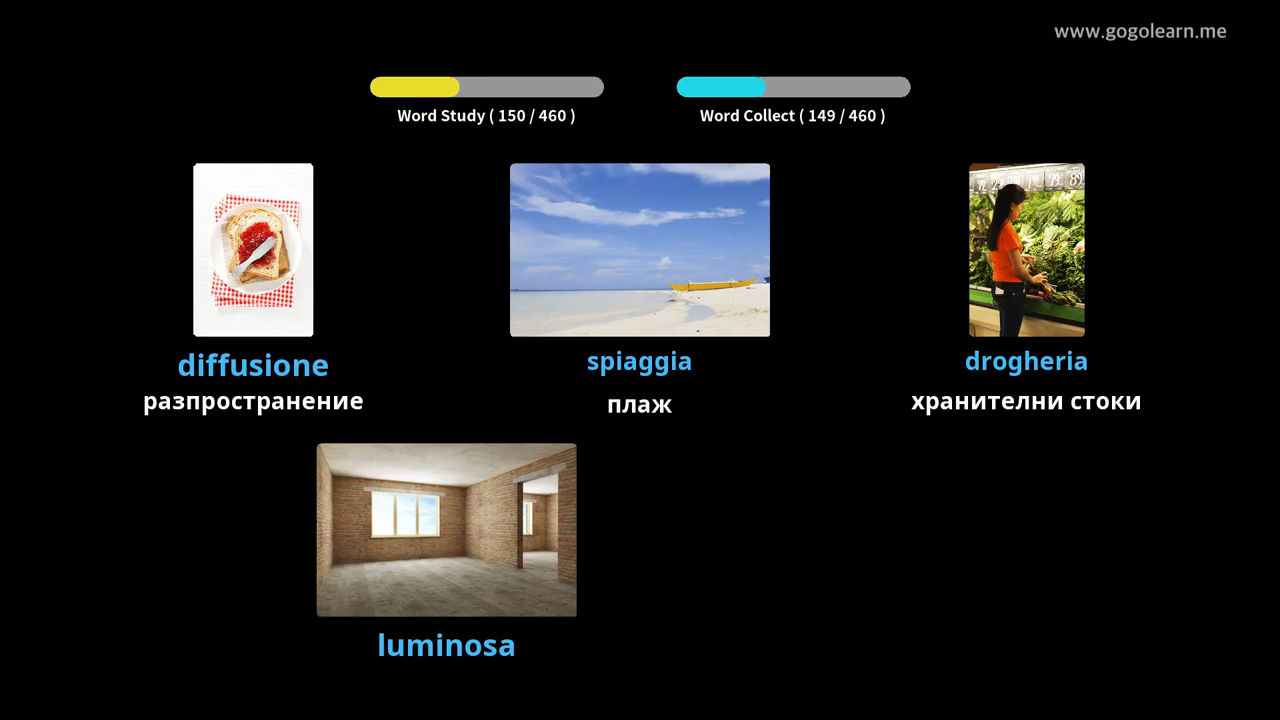 www.gogolearn.me
Word Study ( 150 / 460 )
Word Collect ( 149 / 460 )
diffusione
разпространение
spiaggia
плаж
drogheria
хранителни стоки
luminosa